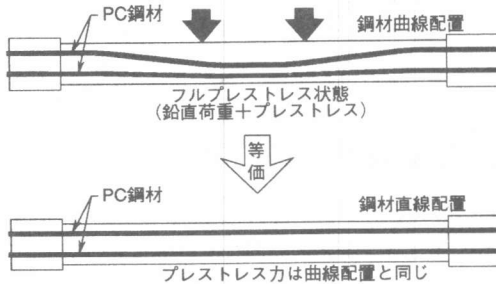 PC鋼材
鋼材曲線配置
フルプレストレス状態
(鉛直荷重＋プレストレス)
等
価
PC鋼材
鋼材直線配置
プレストレス力は曲線配置と同じ